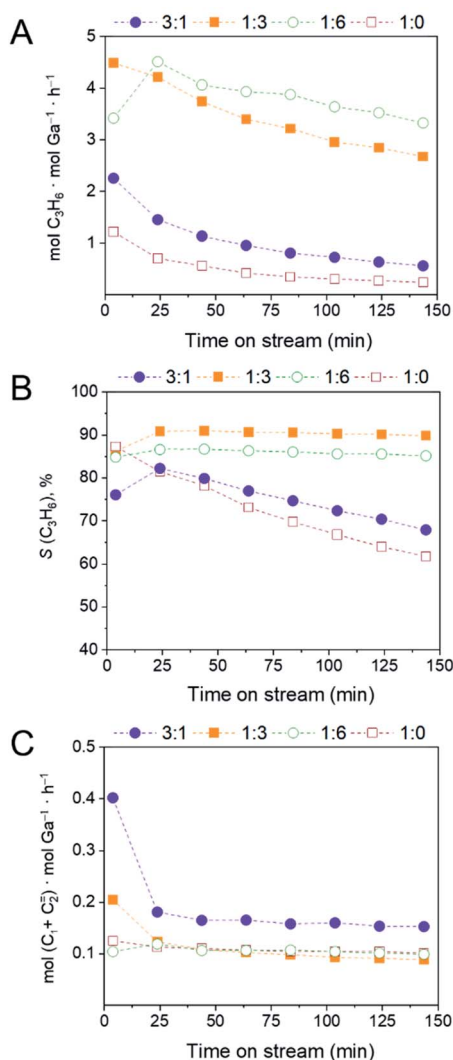 A
3:1 1:3 1:6 1:0
mol C₃H₆ · mol Ga⁻¹ · h⁻¹
5
4
3
2
1
0 25 50 75 100 125 150
Time on stream (min)
B
3:1 1:3 1:6 1:0
S (C₃H₆), %
100
90
80
70
60
50
40
0 25 50 75 100 125 150
Time on stream (min)
C
3:1 1:3 1:6 1:0
mol (C₁ + C₂⁼) · mol Ga⁻¹ · h⁻¹
0.5
0.4
0.3
0.2
0.1
0 25 50 75 100 125 150
Time on stream (min)